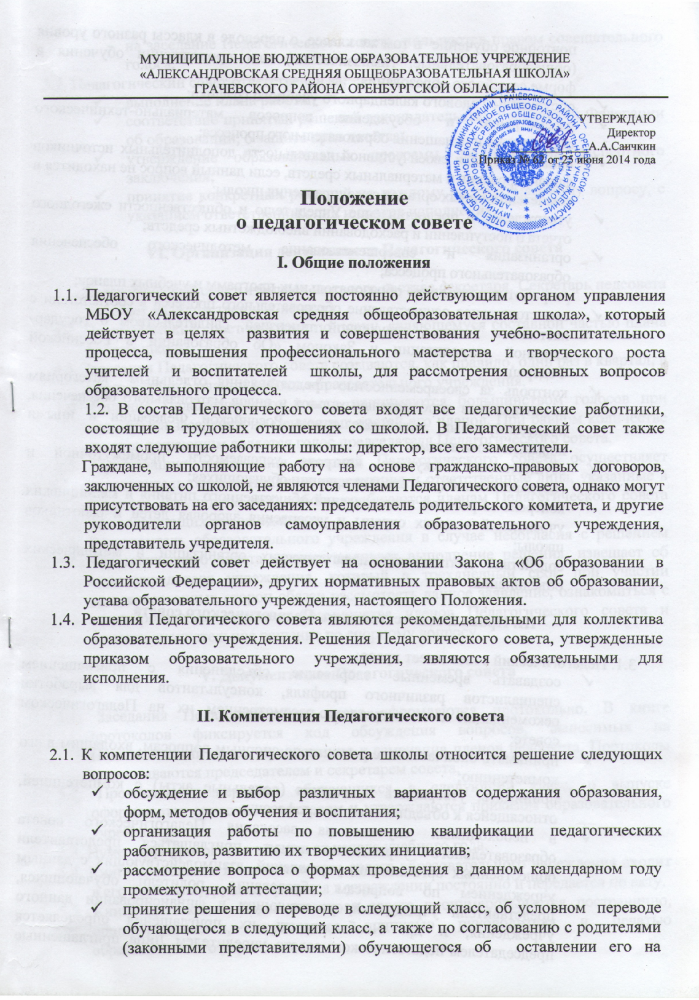 МУНИЦИПАЛЬНОЕ БЮДЖЕТНОЕ ОБРАЗОВАТЕЛЬНОЕ УЧРЕЖДЕНИЕ
«АЛЕКСАНДРОВСКАЯ СРЕДНЯЯ ОБЩЕОБРАЗОВАТЕЛЬНАЯ ШКОЛА»
ГРАЧЕВСКОГО РАЙОНА ОРЕНБУРГСКОЙ ОБЛАСТИ
УТВЕРЖДАЮ
Директор
А.А.Саичкин
Приказ № 62 от 25 июня 2014 года
Положение
о педагогическом совете
I. Общие положения
1.1. Педагогический совет является постоянно действующим органом управления
МБОУ «Александровская средняя общеобразовательная школа», который
действует в целях развития и совершенствования учебно-воспитательного
процесса, повышения профессионального мастерства и творческого роста
учителей и воспитателей школы, для рассмотрения основных вопросов
образовательного процесса.
1.2. В состав Педагогического совета входят все педагогические работники,
состоящие в трудовых отношениях со школой. В Педагогический совет также
входят следующие работники школы: директор, все его заместители.
Граждане, выполняющие работу на основе гражданско-правовых договоров,
заключенных со школой, не являются членами Педагогического совета, однако могут
присутствовать на его заседаниях: председатель родительского комитета, и другие
руководители органов самоуправления образовательного учреждения,
представитель учредителя.
1.3. Педагогический совет действует на основании Закона «Об образовании в
Российской Федерации», других нормативных правовых актов об образовании,
устава образовательного учреждения, настоящего Положения.
1.4. Решения Педагогического совета являются рекомендательными для коллектива
образовательного учреждения. Решения Педагогического совета, утвержденные
приказом образовательного учреждения, являются обязательными для
исполнения.
II. Компетенция Педагогического совета
2.1. К компетенции Педагогического совета школы относится решение следующих
вопросов:
✓ обсуждение и выбор различных вариантов содержания образования,
форм, методов обучения и воспитания;
✓ организация работы по повышению квалификации педагогических
работников, развитию их творческих инициатив;
✓ рассмотрение вопроса о формах проведения в данном календарном году
промежуточной аттестации;
✓ принятие решения о переводе в следующий класс, об условном переводе
обучающегося в следующий класс, а также по согласованию с родителями
(законными представителями) обучающегося об оставлении его на